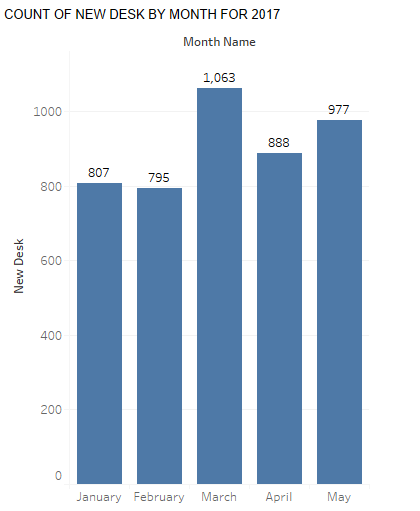 COUNT OF NEW DESK BY MONTH FOR 2017
Month Name
1,063
977
888
807
795
1000
800
600
400
200
0
New Desk
January February March April May